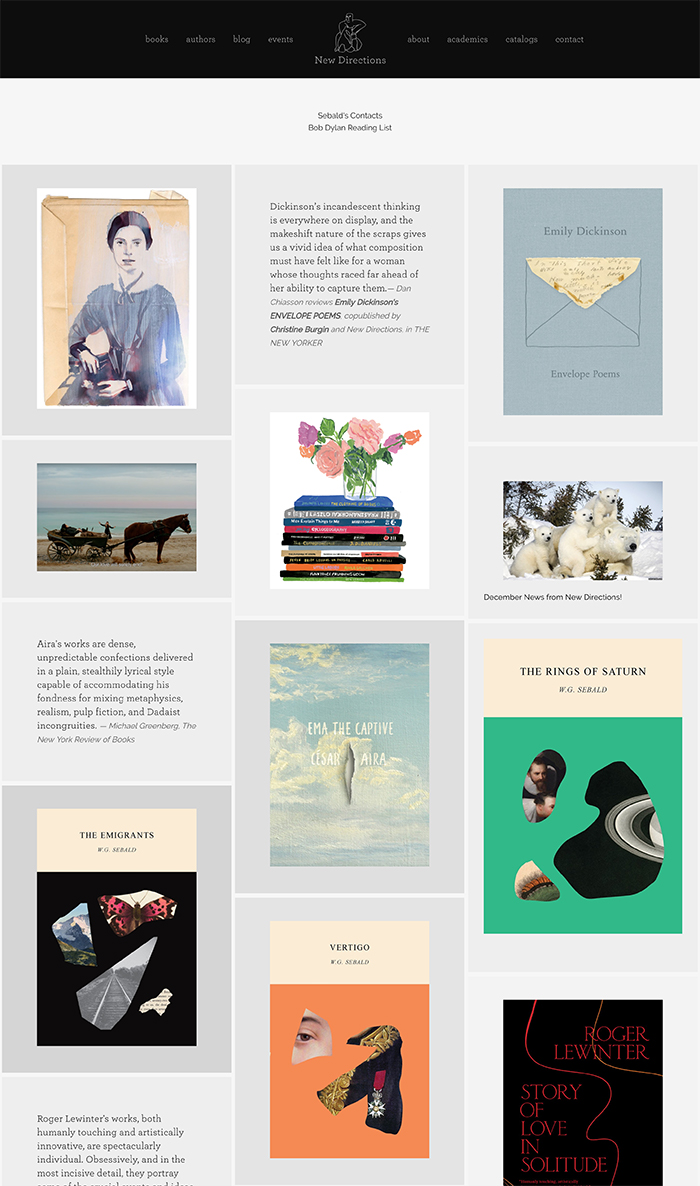 books authors blog events about academics catalogs contact
New Directions
Sebald's Contacts
Bob Dylan Reading List
Dickinson's incandescent thinking
is everywhere on display, and the
makeshift nature of the scraps gives
us a vivid idea of what composition
must have felt like for a woman
whose thoughts raced far ahead of
her ability to capture them.— Dan
Chiasson reviews Emily Dickinson's
ENVELOPE POEMS, copublished by
Christine Burgin and New Directions, in THE
NEW YORKER
Emily Dickinson
Envelope Poems
December News from New Directions!
Aira's works are dense,
unpredictable confections delivered
in a plain, stealthily lyrical style
capable of accommodating his
fondness for mixing metaphysics,
realism, pulp fiction, and Dadaist
incongruities. — Michael Greenberg, The
New York Review of Books
EMA THE CAPTIVE
CÉSAR AIRA
THE RINGS OF SATURN
W.G. SEBALD
THE EMIGRANTS
W.G. SEBALD
VERTIGO
W.G. SEBALD
ROGER
LEWINTER
STORY
OF
LOVE
IN
SOLITUDE
Roger Lewinter's works, both
humanly touching and artistically
innovative, are spectacularly
individual. Obsessively, and in the
most incisive detail, they portray